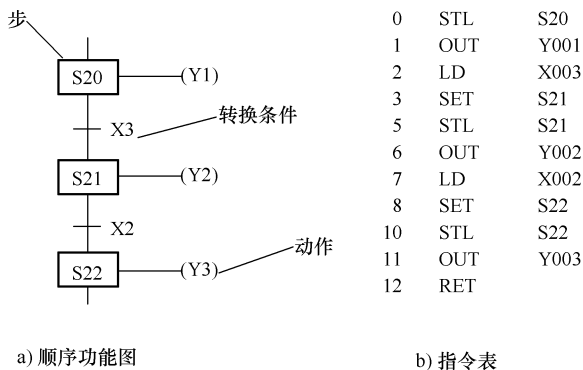 步
S20
(Y1)
X3
转换条件
S21
(Y2)
X2
动作
S22
(Y3)
a) 顺序功能图
0 STL S20
1 OUT Y001
2 LD X003
3 SET S21
5 STL S21
6 OUT Y002
7 LD X002
8 SET S22
10 STL S22
11 OUT Y003
12 RET
b) 指令表